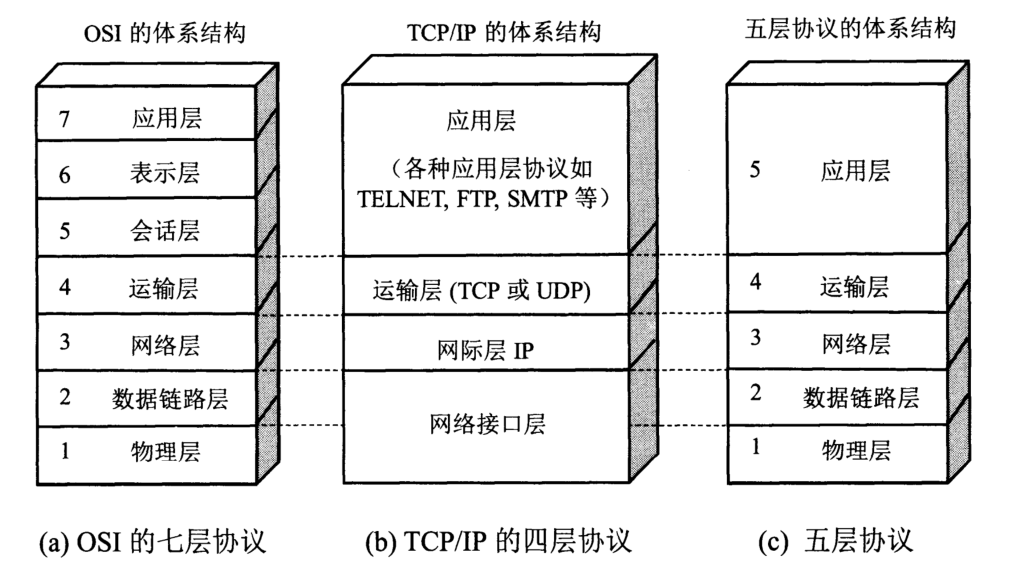 OSI 的体系结构
7 应用层
6 表示层
5 会话层
4 运输层
3 网络层
2 数据链路层
1 物理层
(a) OSI 的七层协议
TCP/IP 的体系结构
应用层
（各种应用层协议如
TELNET, FTP, SMTP 等）
运输层 (TCP 或 UDP)
网际层 IP
网络接口层
(b) TCP/IP 的四层协议
五层协议的体系结构
5 应用层
4 运输层
3 网络层
2 数据链路层
1 物理层
(c) 五层协议